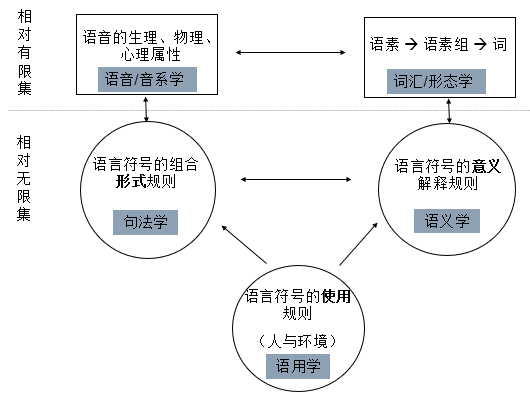 相对有限集
语音的生理、物理、
心理属性
语音/音系学
语素 → 语素组 → 词
词汇/形态学
相对无限集
语言符号的组合
形式规则
句法学
语言符号的意义
解释规则
语义学
语言符号的使用
规则
（人与环境）
语用学